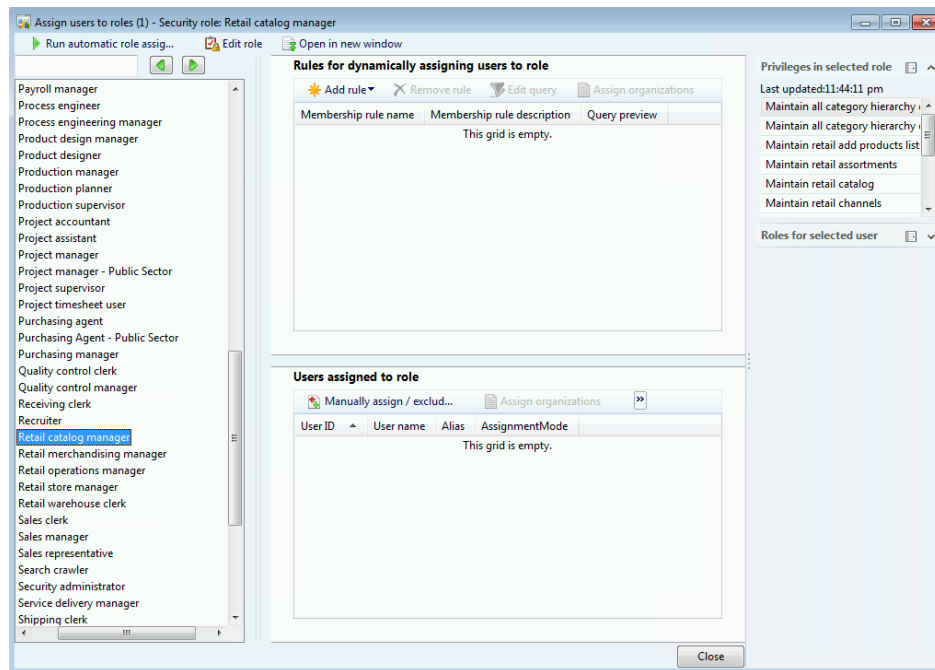 Assign users to roles (1) - Security role: Retail catalog manager
Run automatic role assig... Edit role Open in new window
Payroll manager
Process engineer
Process engineering manager
Product design manager
Product designer
Production manager
Production planner
Production supervisor
Project accountant
Project assistant
Project manager
Project manager - Public Sector
Project supervisor
Project timesheet user
Purchasing agent
Purchasing Agent - Public Sector
Purchasing manager
Quality control clerk
Quality control manager
Receiving clerk
Recruiter
Retail catalog manager
Retail merchandising manager
Retail operations manager
Retail store manager
Retail warehouse clerk
Sales clerk
Sales manager
Sales representative
Search crawler
Security administrator
Service delivery manager
Shipping clerk
Rules for dynamically assigning users to role
Add rule Remove rule Edit query Assign organizations
Membership rule name Membership rule description Query preview
This grid is empty.
Users assigned to role
Manually assign / exclud... Assign organizations »
User ID User name Alias AssignmentMode
This grid is empty.
Close
Privileges in selected role
Last updated:11:44:11 pm
Maintain all category hierarchy
Maintain all category hierarchy
Maintain retail add products list
Maintain retail assortments
Maintain retail catalog
Maintain retail channels
Roles for selected user